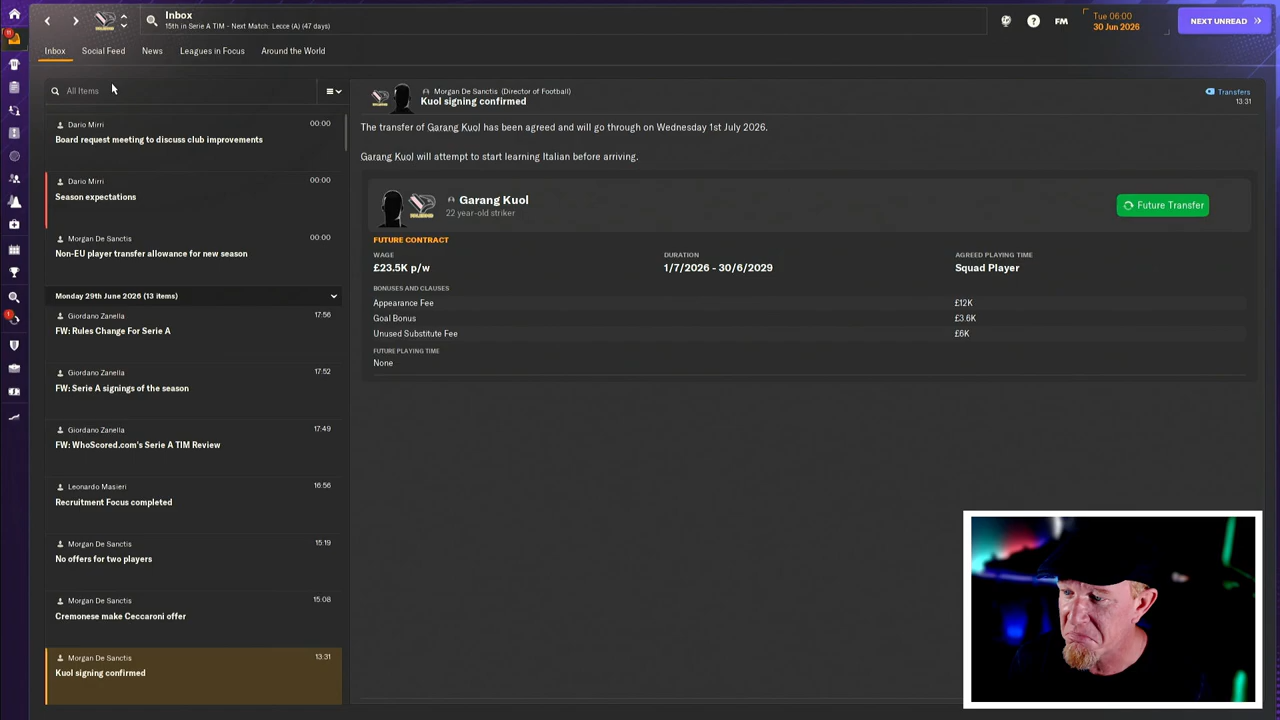 Inbox
15th in Serie A TIM - Next Match: Lecce (A) (47 days)
FM
Tue 06:00
30 Jun 2026
NEXT UNREAD
Inbox
Social Feed
News
Leagues in Focus
Around the World
11
1
All Items
Dario Mirri
00:00
Board request meeting to discuss club improvements
Dario Mirri
00:00
Season expectations
Morgan De Sanctis
00:00
Non-EU player transfer allowance for new season
Monday 29th June 2026 (13 items)
Giordano Zanella
17:56
FW: Rules Change For Serie A
Giordano Zanella
17:52
FW: Serie A signings of the season
Giordano Zanella
17:49
FW: WhoScored.com's Serie A TIM Review
Leonardo Masieri
16:56
Recruitment Focus completed
Morgan De Sanctis
15:19
No offers for two players
Morgan De Sanctis
15:08
Cremonese make Ceccaroni offer
Morgan De Sanctis
13:31
Kuol signing confirmed
Morgan De Sanctis (Director of Football)
Kuol signing confirmed
Transfers
13:31
The transfer of Garang Kuol has been agreed and will go through on Wednesday 1st July 2026.
Garang Kuol will attempt to start learning Italian before arriving.
Garang Kuol
22 year-old striker
Future Transfer
FUTURE CONTRACT
WAGE
£23.5K p/w
DURATION
1/7/2026 - 30/6/2029
AGREED PLAYING TIME
Squad Player
BONUSES AND CLAUSES
Appearance Fee
£12K
Goal Bonus
£3.6K
Unused Substitute Fee
£6K
FUTURE PLAYING TIME
None